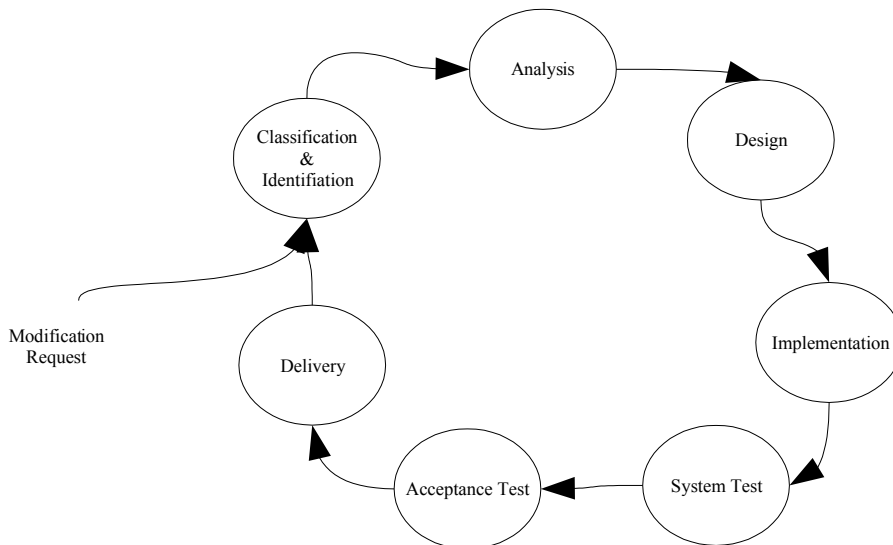 Analysis
Classification
&
Identifiation
Design
Modification
Request
Delivery
Implementation
Acceptance Test
System Test